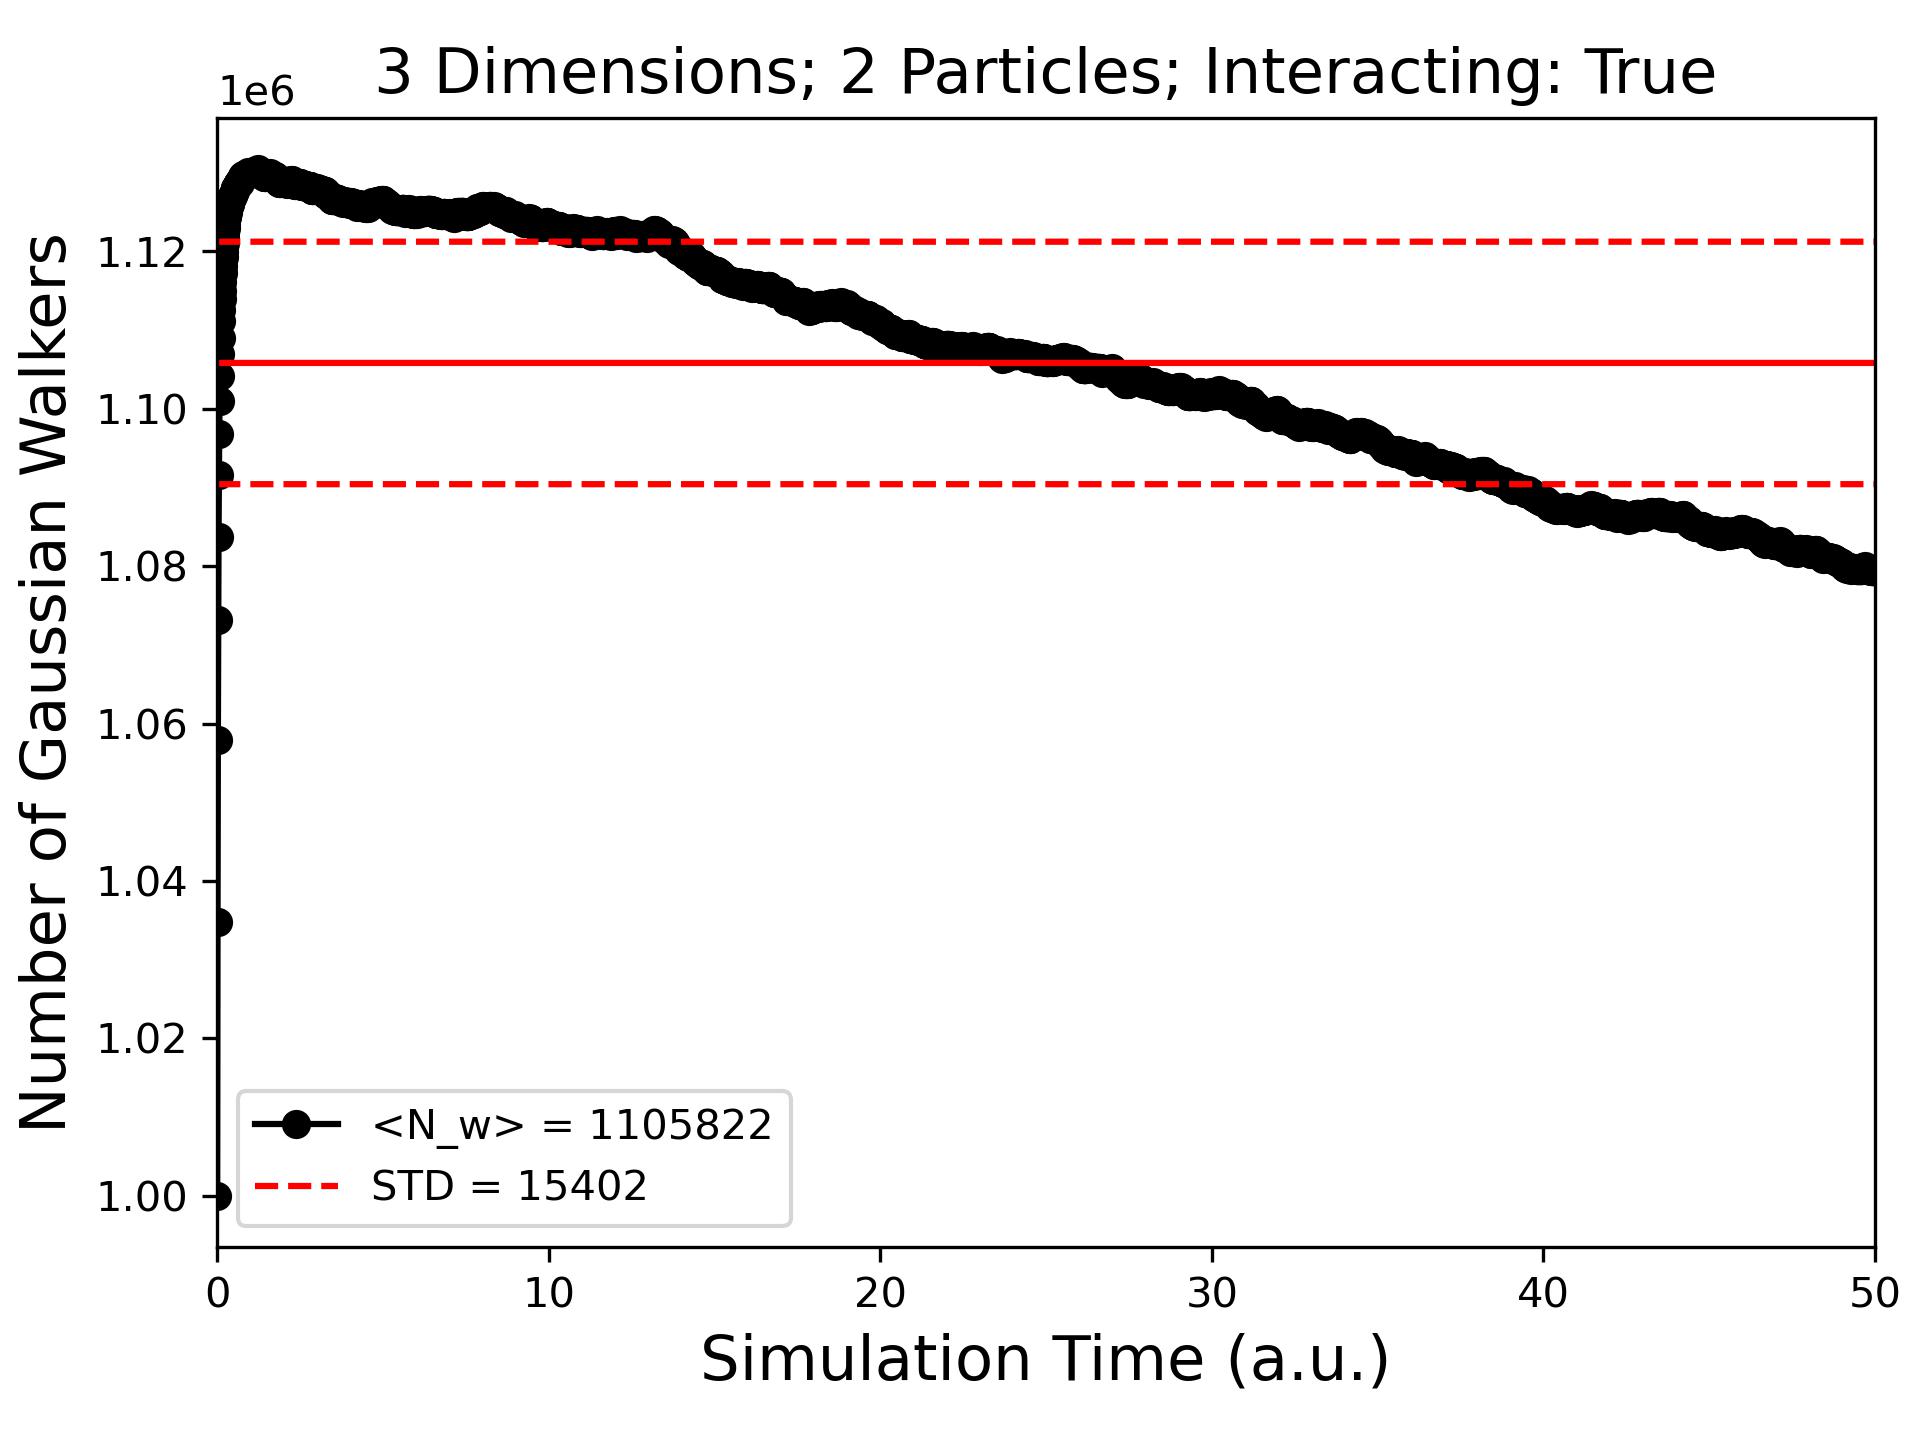 3 Dimensions; 2 Particles; Interacting: True
1e6
Number of Gaussian Walkers
1.12
1.10
1.08
1.06
1.04
1.02
1.00
<N_w> = 1105822
STD = 15402
0 10 20 30 40 50
Simulation Time (a.u.)